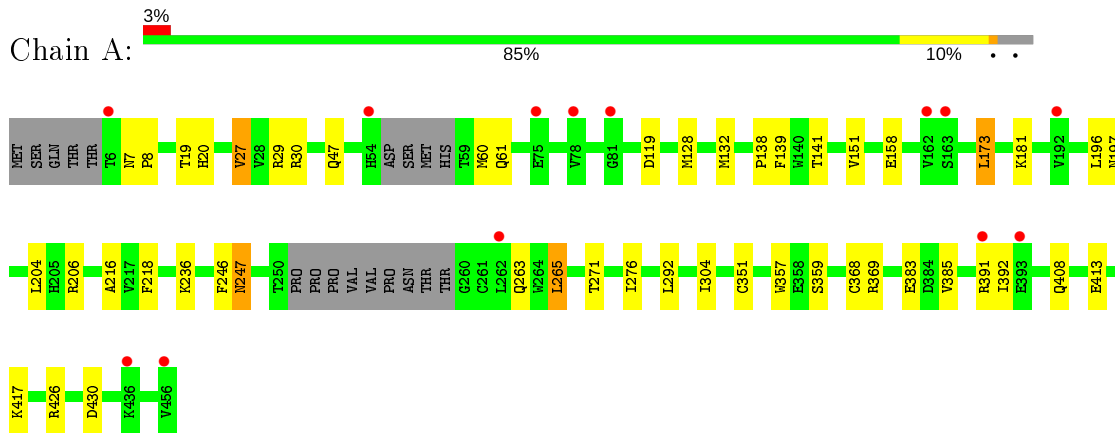 3%
Chain A:
85% 10% • •
MET SER GLN THR THR T6 N7 P8 T19 H20 V27 V28 R29 R30 Q47 H54 ASP SER MET HIS T59 M60 Q61 E75 V78 G81 D119 M128 M132 P138 F139 W140 T141 V151 E158 V162 S163 L173 K181 V192 L196 N197
L204 H205 R206 A216 V217 F218 K236 F246 N247 T250 PRO PRO PRO VAL VAL PRO ASN THR THR G260 C261 L262 Q263 W264 L265 T271 I276 L292 I304 C351 W357 E358 S359 C368 R369 E383 D384 V385 R391 I392 E393 Q408 E413
K417 R426 D430 K436 V456